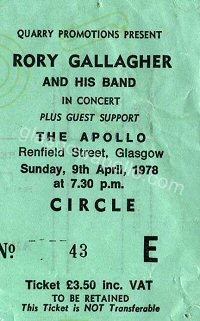 QUARRY PROMOTIONS PRESENT
RORY GALLAGHER
AND HIS BAND
IN CONCERT
PLUS GUEST SUPPORT
THE APOLLO
Renfield Street, Glasgow
Sunday, 9th April, 1978
at 7.30 p.m.
CIRCLE
No 43 E
Ticket £3.50 inc. VAT
TO BE RETAINED
This Ticket is NOT Transferable